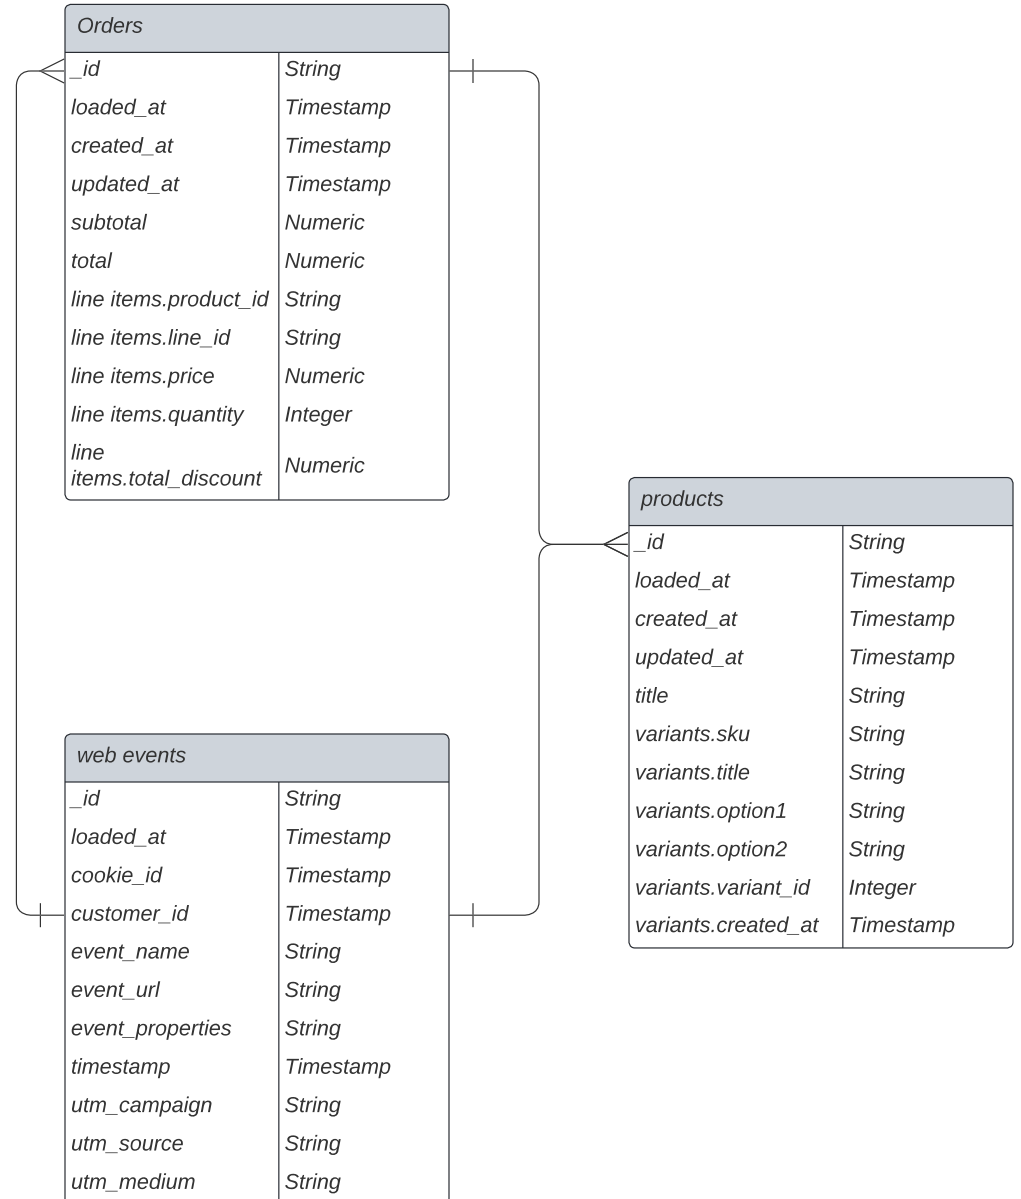 Orders
_id String
loaded_at Timestamp
created_at Timestamp
updated_at Timestamp
subtotal Numeric
total Numeric
line items.product_id String
line items.line_id String
line items.price Numeric
line items.quantity Integer
line
items.total_discount Numeric
products
_id String
loaded_at Timestamp
created_at Timestamp
updated_at Timestamp
title String
variants.sku String
variants.title String
variants.option1 String
variants.option2 String
variants.variant_id Integer
variants.created_at Timestamp
web events
_id String
loaded_at Timestamp
cookie_id Timestamp
customer_id Timestamp
event_name String
event_url String
event_properties String
timestamp Timestamp
utm_campaign String
utm_source String
utm_medium String